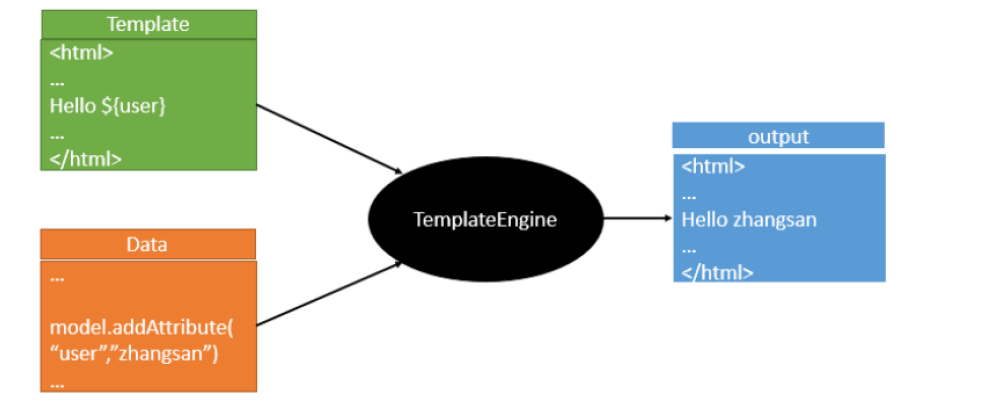 Template
<html>
...
Hello ${user}
...
</html>
Data
...
model.addAttribute(
“user”,”zhangsan”)
...
TemplateEngine
output
<html>
...
Hello zhangsan
...
</html>